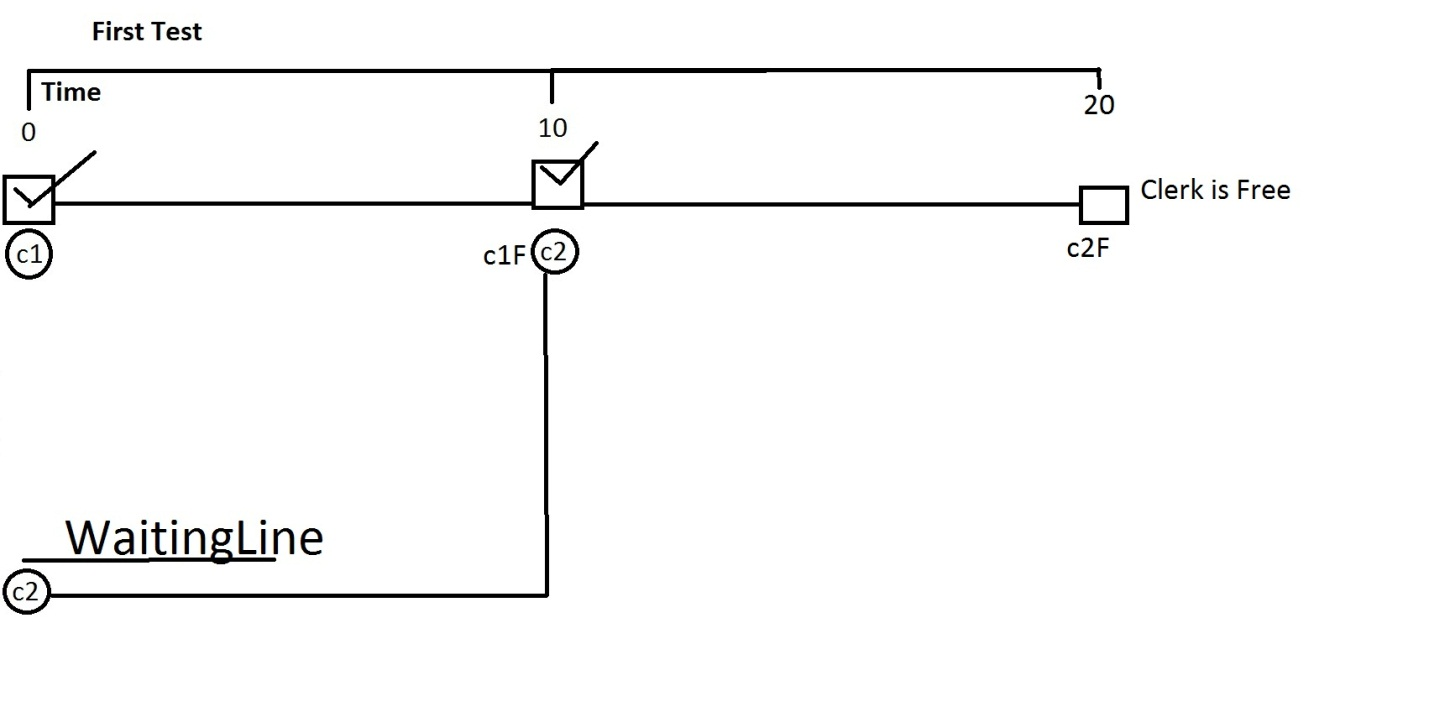 First Test
Time
0
10
20
Clerk is Free
c1
c1F
c2
c2F
WaitingLine
c2